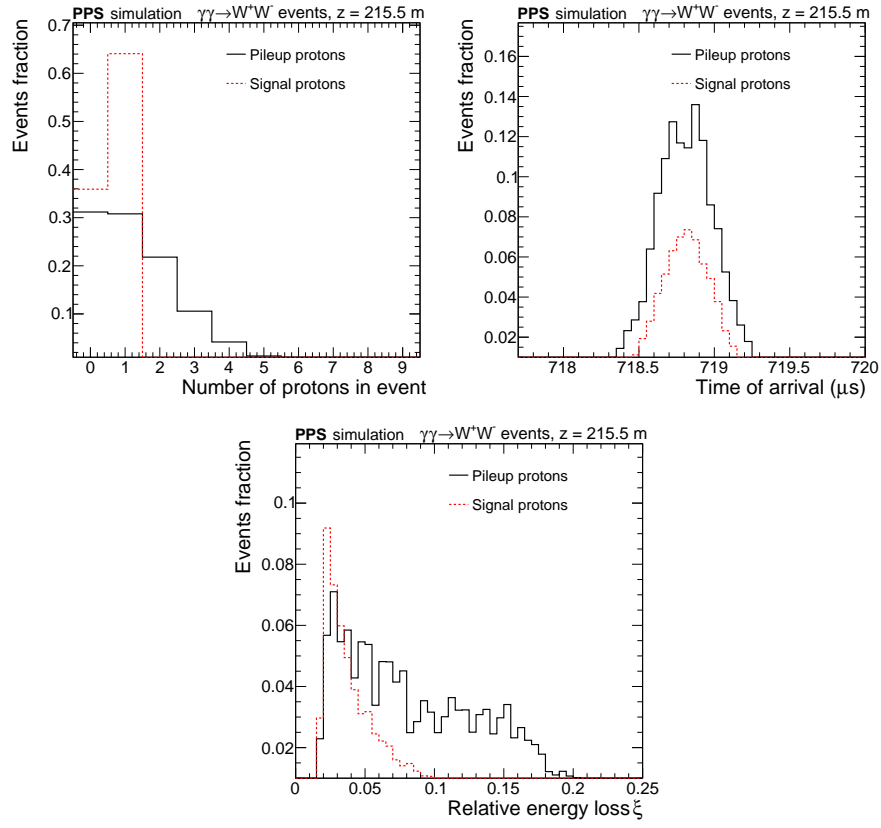 PPS simulation γγ→W⁺W⁻ events, z = 215.5 m
Events fraction
0.7
0.6
0.5
0.4
0.3
0.2
0.1
Pileup protons
Signal protons
0 1 2 3 4 5 6 7 8 9
Number of protons in event
PPS simulation γγ→W⁺W⁻ events, z = 215.5 m
Events fraction
0.16
0.14
0.12
0.1
0.08
0.06
0.04
0.02
Pileup protons
Signal protons
718 718.5 719 719.5 720
Time of arrival (μs)
PPS simulation γγ→W⁺W⁻ events, z = 215.5 m
Events fraction
0.1
0.08
0.06
0.04
0.02
Pileup protons
Signal protons
0 0.05 0.1 0.15 0.2 0.25
Relative energy loss ξ